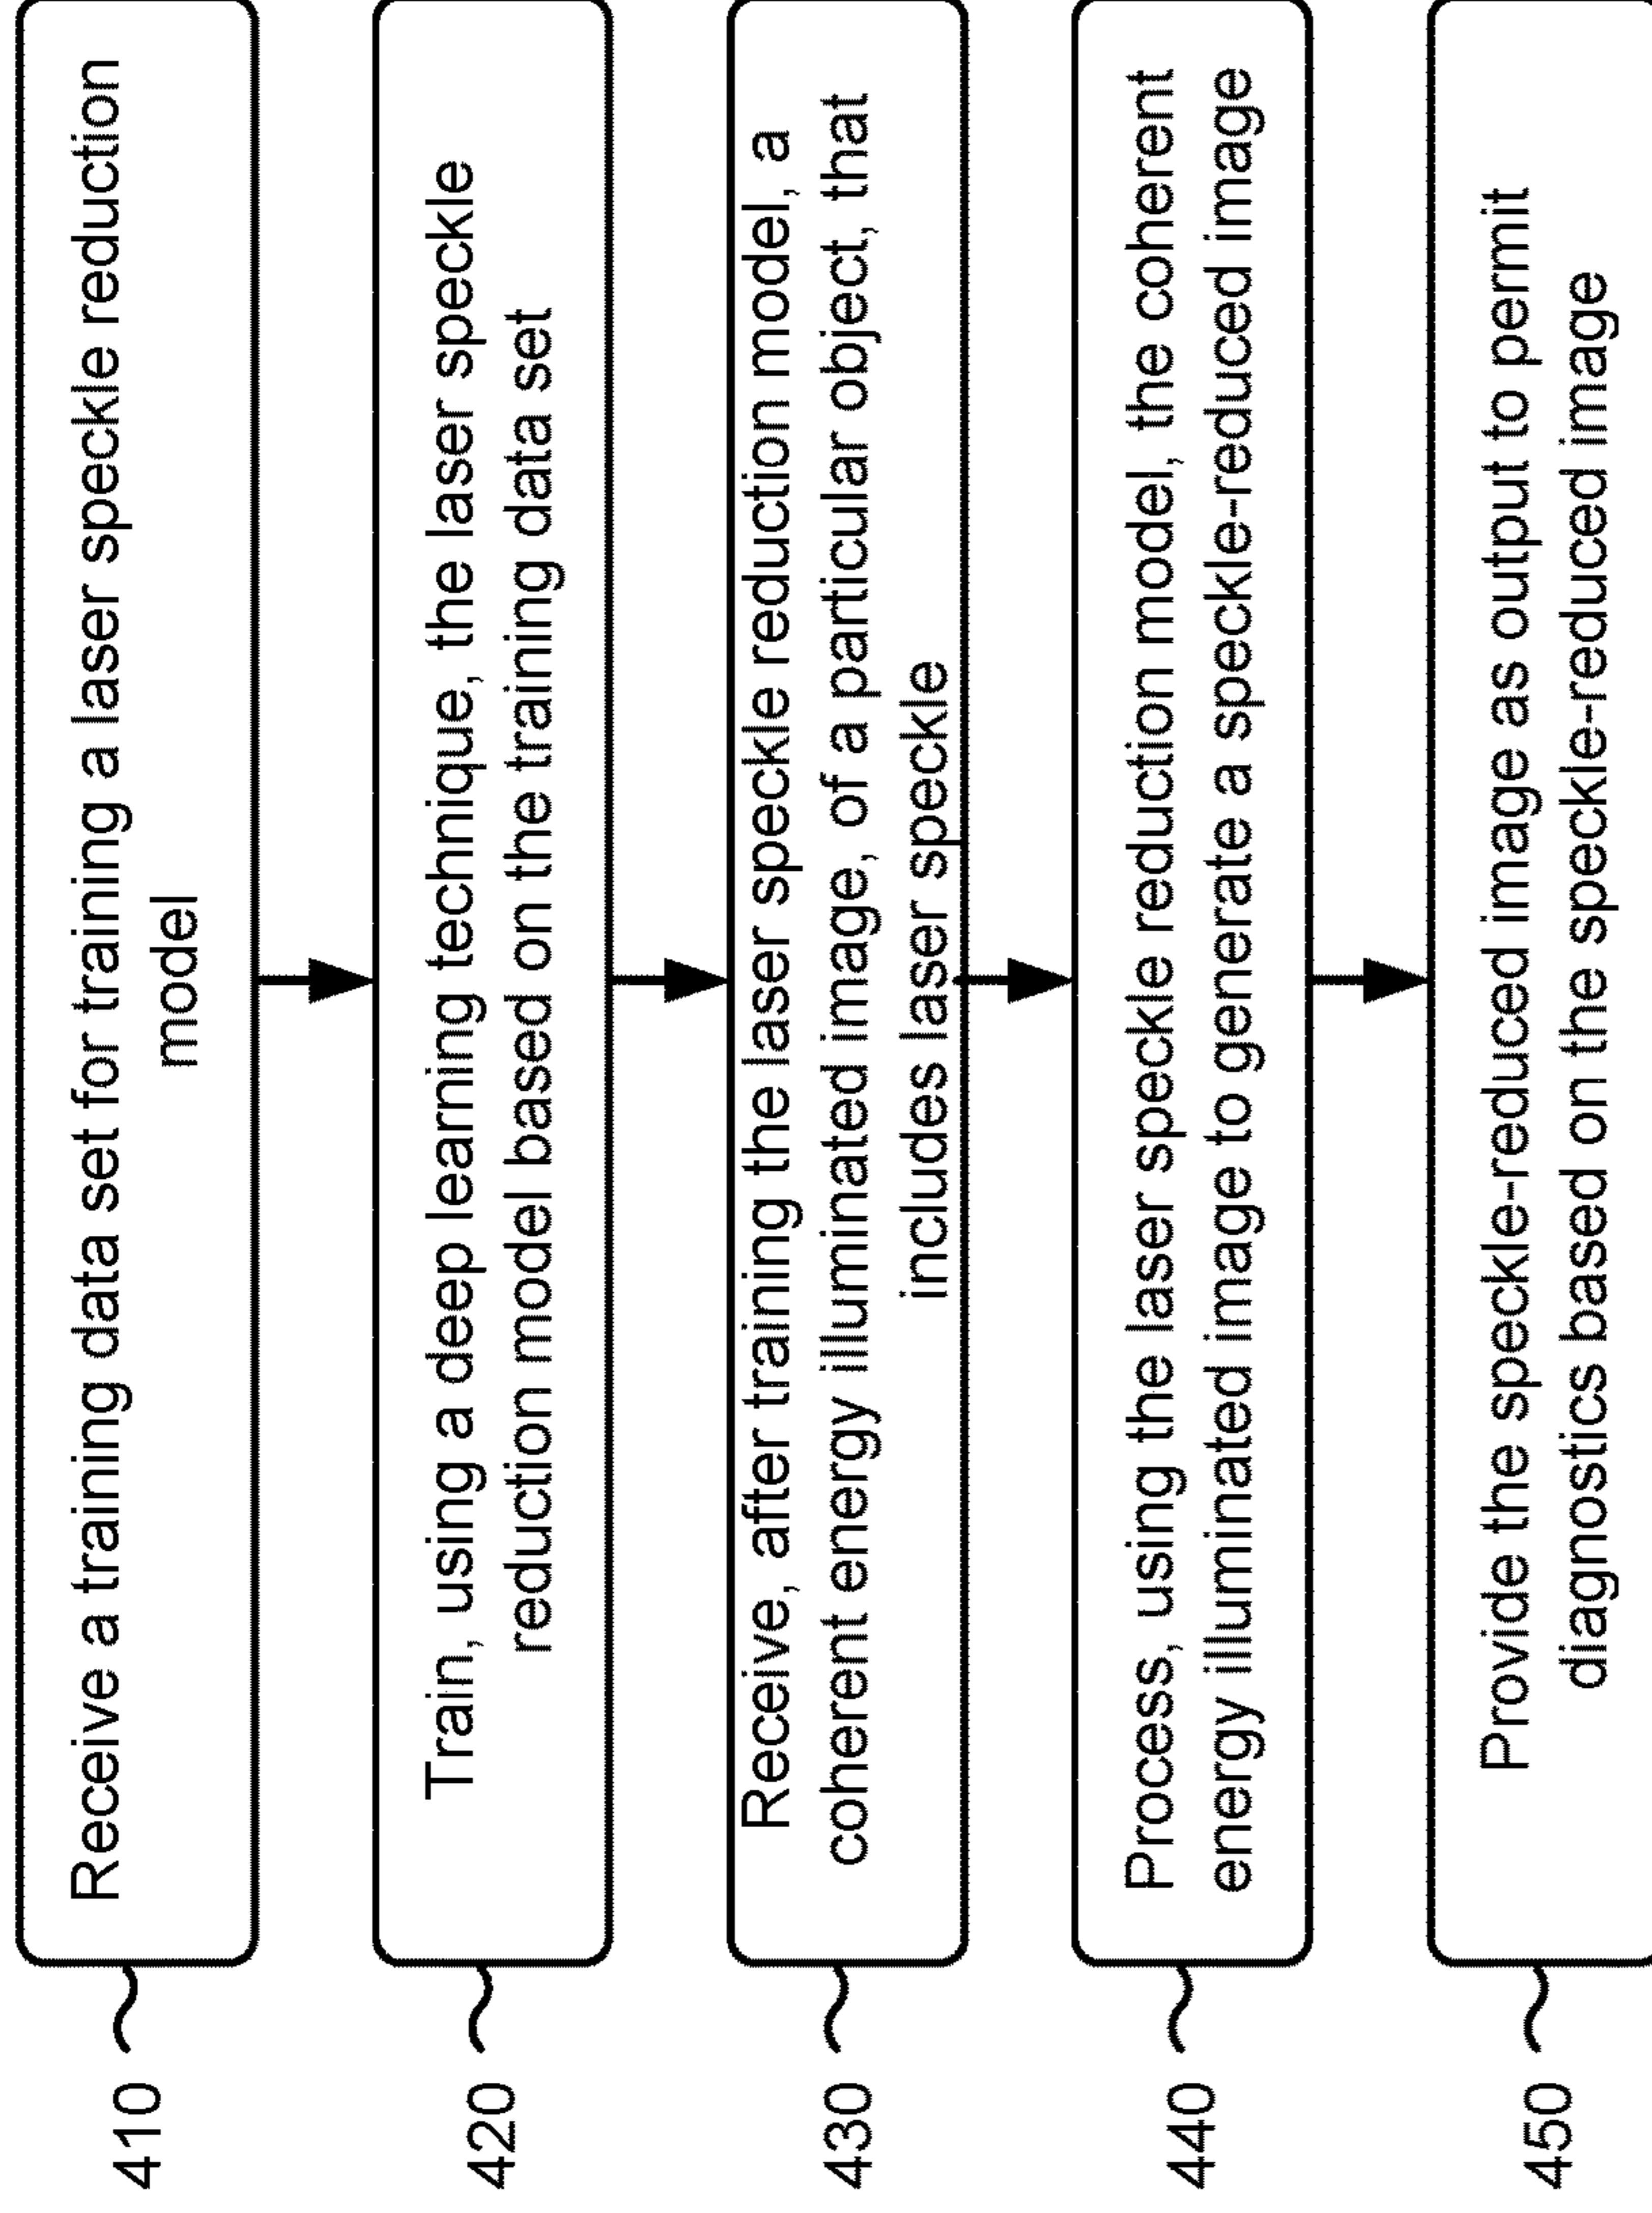 410
Receive a training data set for training a laser speckle reduction
model
420
Train, using a deep learning technique, the laser speckle
reduction model based on the training data set
430
Receive, after training the laser speckle reduction model, a
coherent energy illuminated image, of a particular object, that
includes laser speckle
440
Process, using the laser speckle reduction model, the coherent
energy illuminated image to generate a speckle-reduced image
450
Provide the speckle-reduced image as output to permit
diagnostics based on the speckle-reduced image